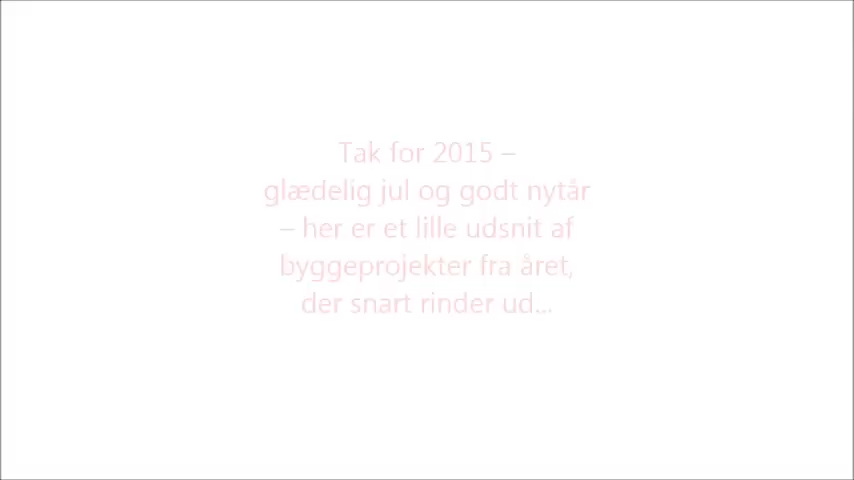 Tak for 2015 –
glædelig jul og godt nytår
– her er et lille udsnit af
byggeprojekter fra året,
der snart rinder ud...